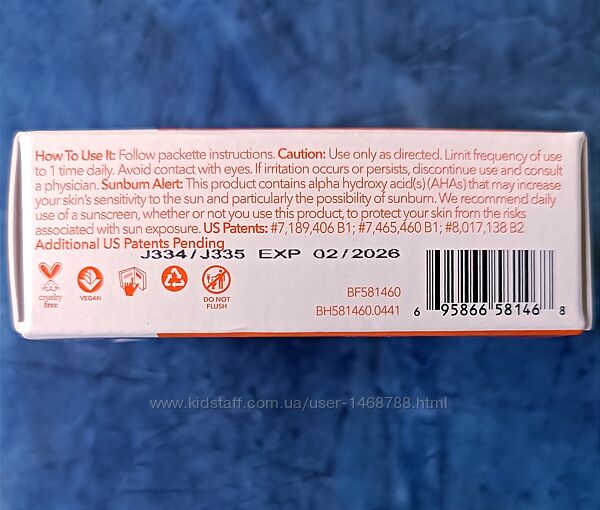 How To Use It: Follow packette instructions. Caution: Use only as directed. Limit frequency of use
to 1 time daily. Avoid contact with eyes. If irritation occurs or persists, discontinue use and consult
a physician. Sunburn Alert: This product contains alpha hydroxy acid(s) (AHAs) that may increase
your skin's sensitivity to the sun and particularly the possibility of sunburn. We recommend daily
use of a sunscreen, whether or not you use this product, to protect your skin from the risks
associated with sun exposure. US Patents: #7,189,406 B1; #7,465,460 B1; #8,017,138 B2
Additional US Patents Pending
J334/J335 EXP 02/2026
cruelty
free
VEGAN
DO NOT
FLUSH
BF581460
BH581460.0441
6 95866 58146 8
www.kidstaff.com.ua/user-1468788.html